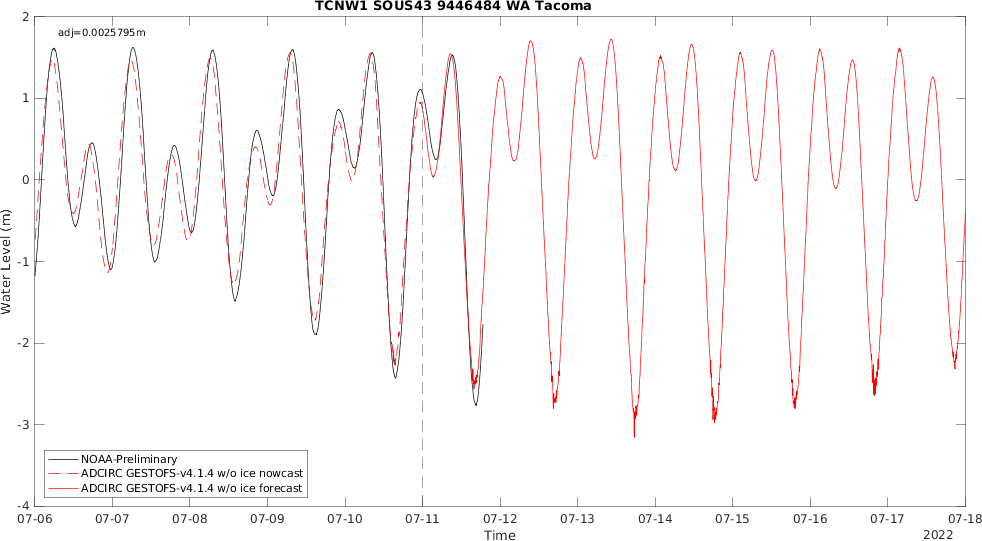 TCNW1 SOUS43 9446484 WA Tacoma
adj=0.0025795m
2
1
0
-1
-2
-3
-4
Water Level (m)
NOAA-Preliminary
ADCIRC GESTOFS-v4.1.4 w/o ice nowcast
ADCIRC GESTOFS-v4.1.4 w/o ice forecast
07-06 07-07 07-08 07-09 07-10 07-11 07-12 07-13 07-14 07-15 07-16 07-17 07-18
Time
2022